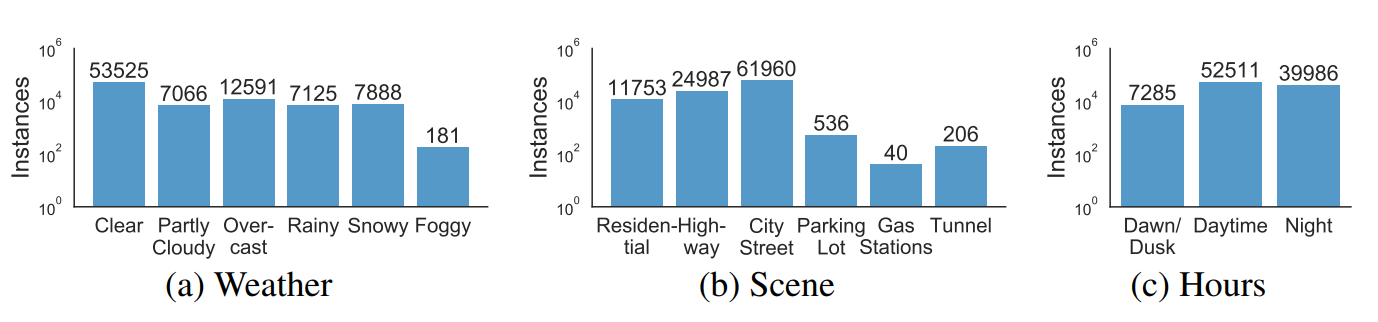 Instances
10^6
10^4
10^2
10^0
53525
7066
12591
7125
7888
181
Clear
Partly
Cloudy
Over-
cast
Rainy
Snowy
Foggy
(a) Weather
Instances
10^6
10^4
10^2
10^0
11753
24987
61960
536
40
206
Residen-
tial
High-
way
City
Street
Parking
Lot
Gas
Stations
Tunnel
(b) Scene
Instances
10^6
10^4
10^2
10^0
7285
52511
39986
Dawn/
Dusk
Daytime
Night
(c) Hours